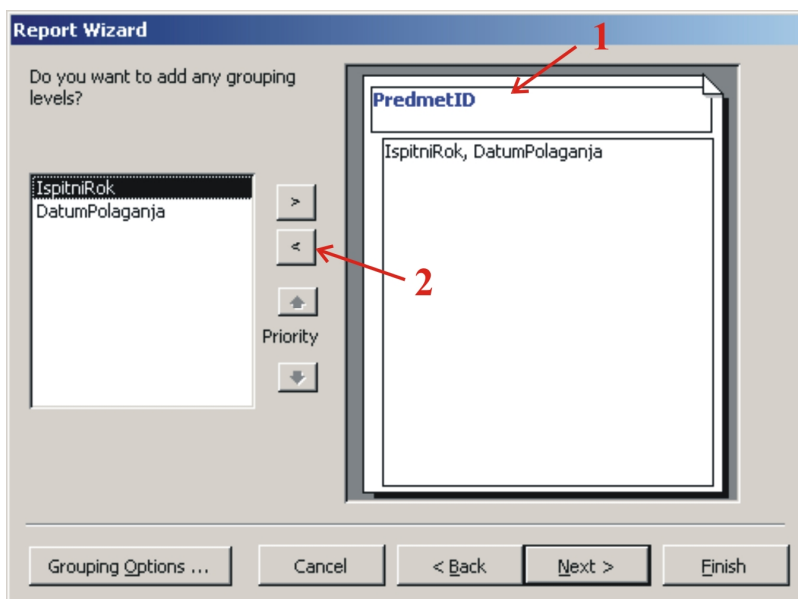 Report Wizard
1
Do you want to add any grouping
levels?
PredmetID
IspitniRok, DatumPolaganja
IspitniRok
DatumPolaganja
>
<
2
Priority
Grouping Options ...
Cancel
< Back
Next >
Finish